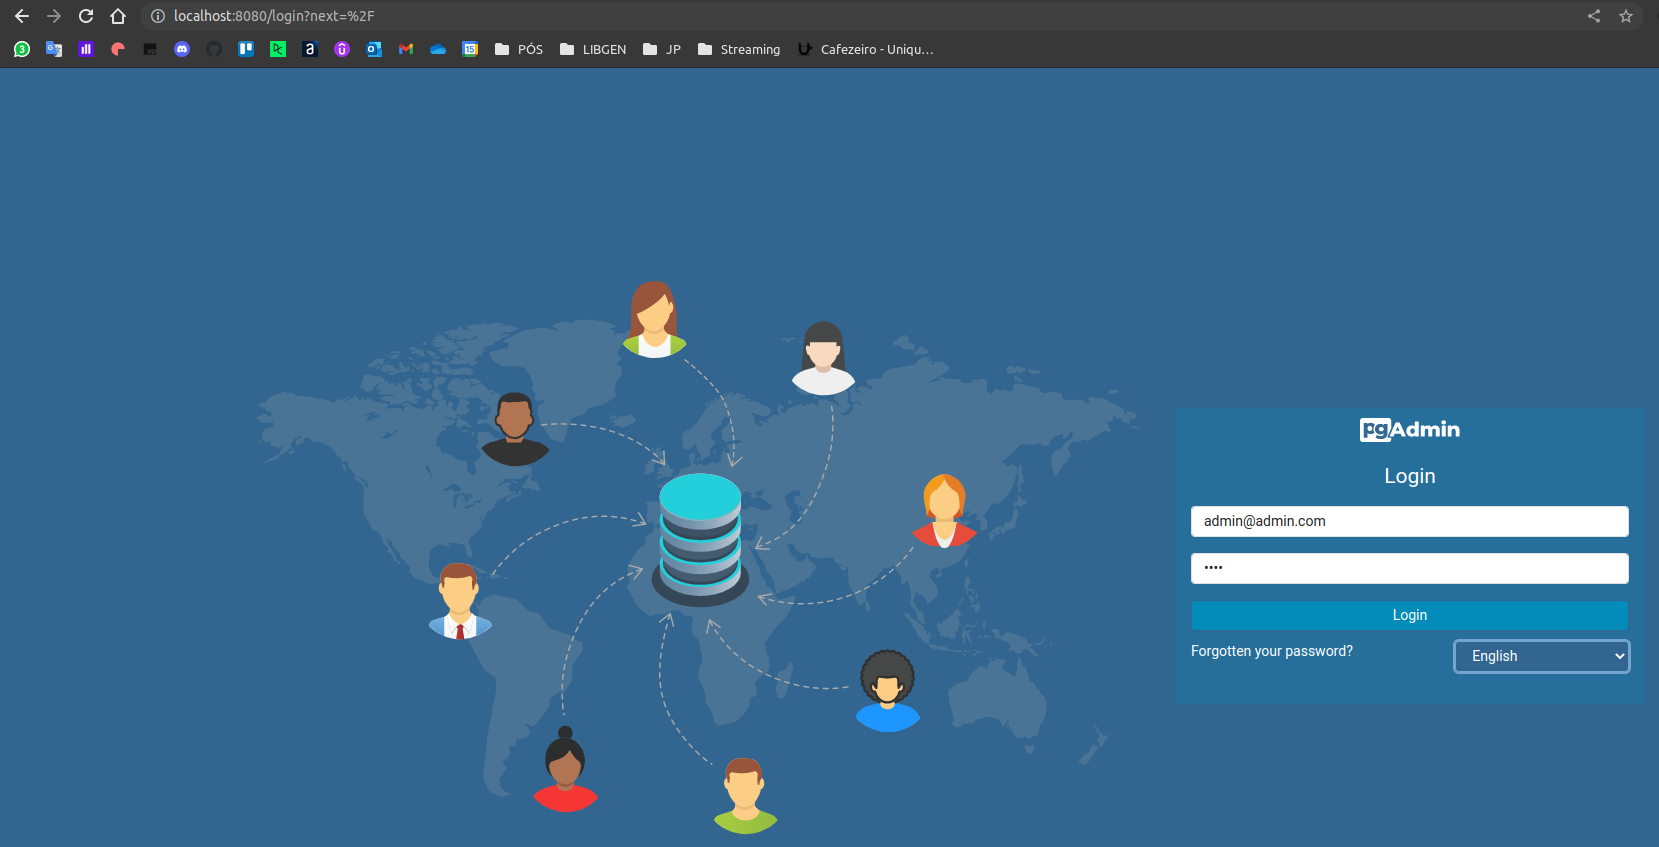 localhost:8080/login?next=%2F
3 PÓS LIBGEN JP Streaming Cafezeiro - Uniqu...
pgAdmin
Login
admin@admin.com
••••
Login
Forgotten your password?
English